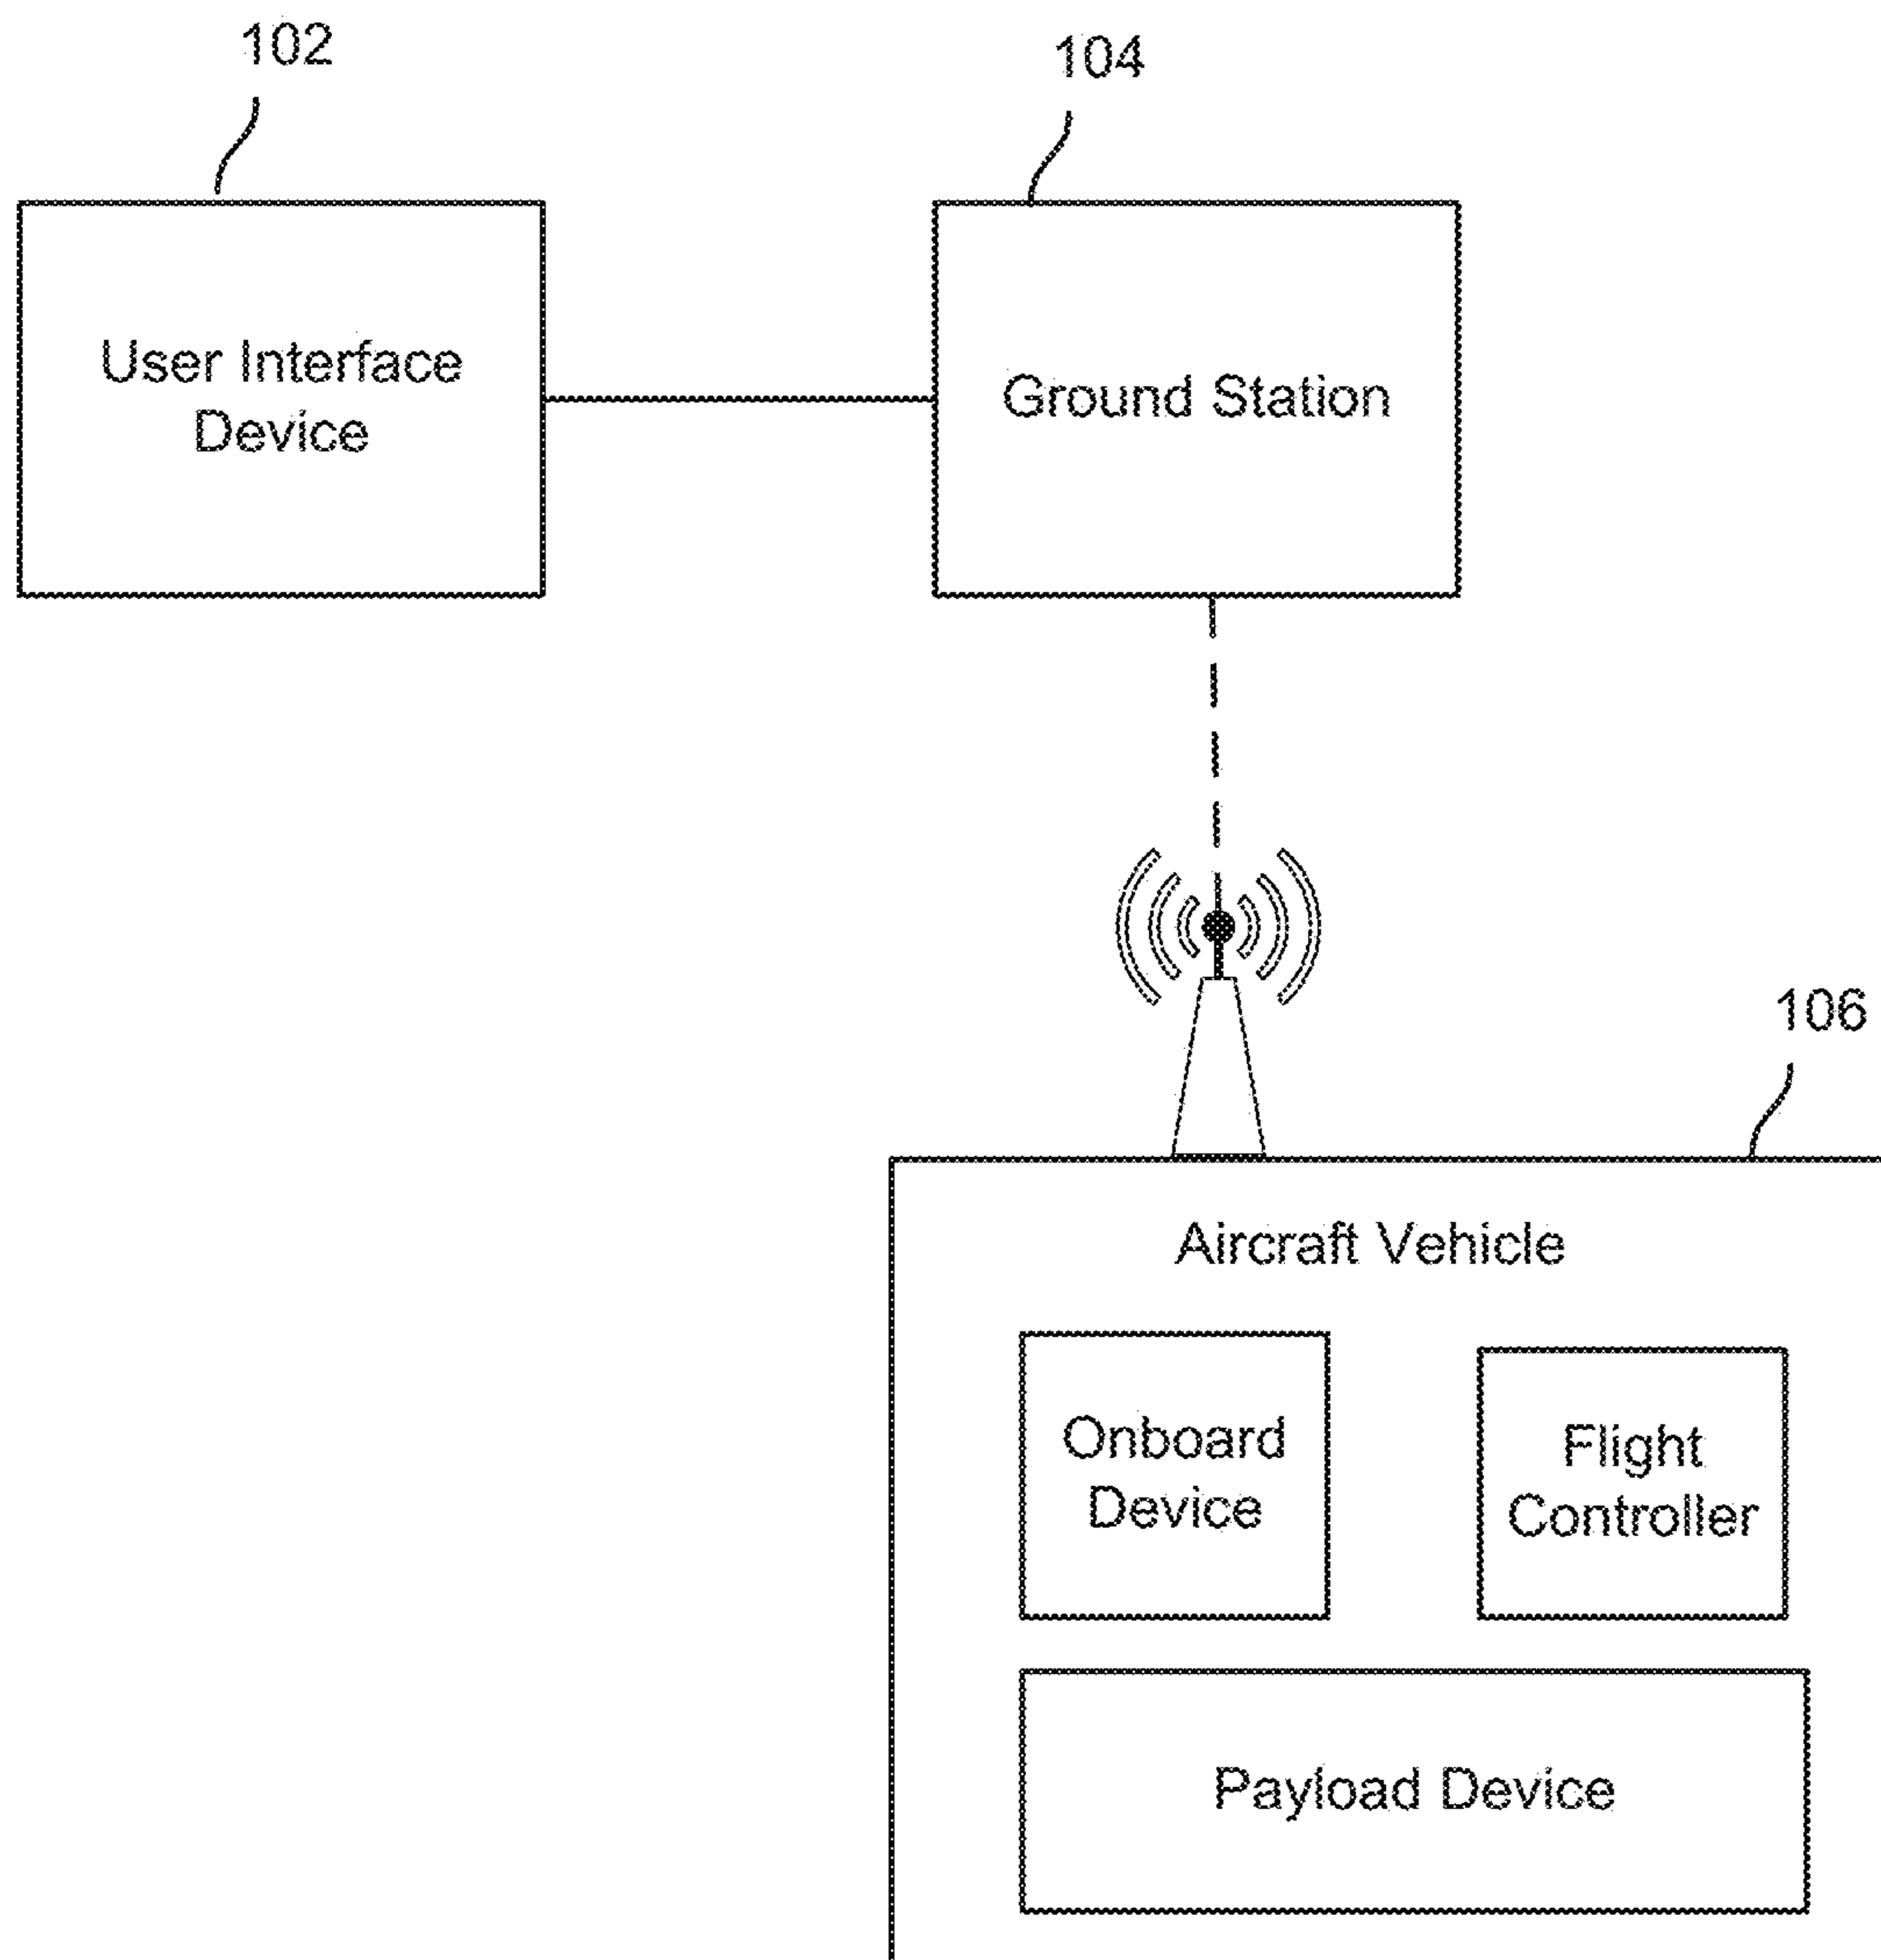 102
104
User Interface
Device
Ground Station
106
Aircraft Vehicle
Onboard
Device
Flight
Controller
Payload Device